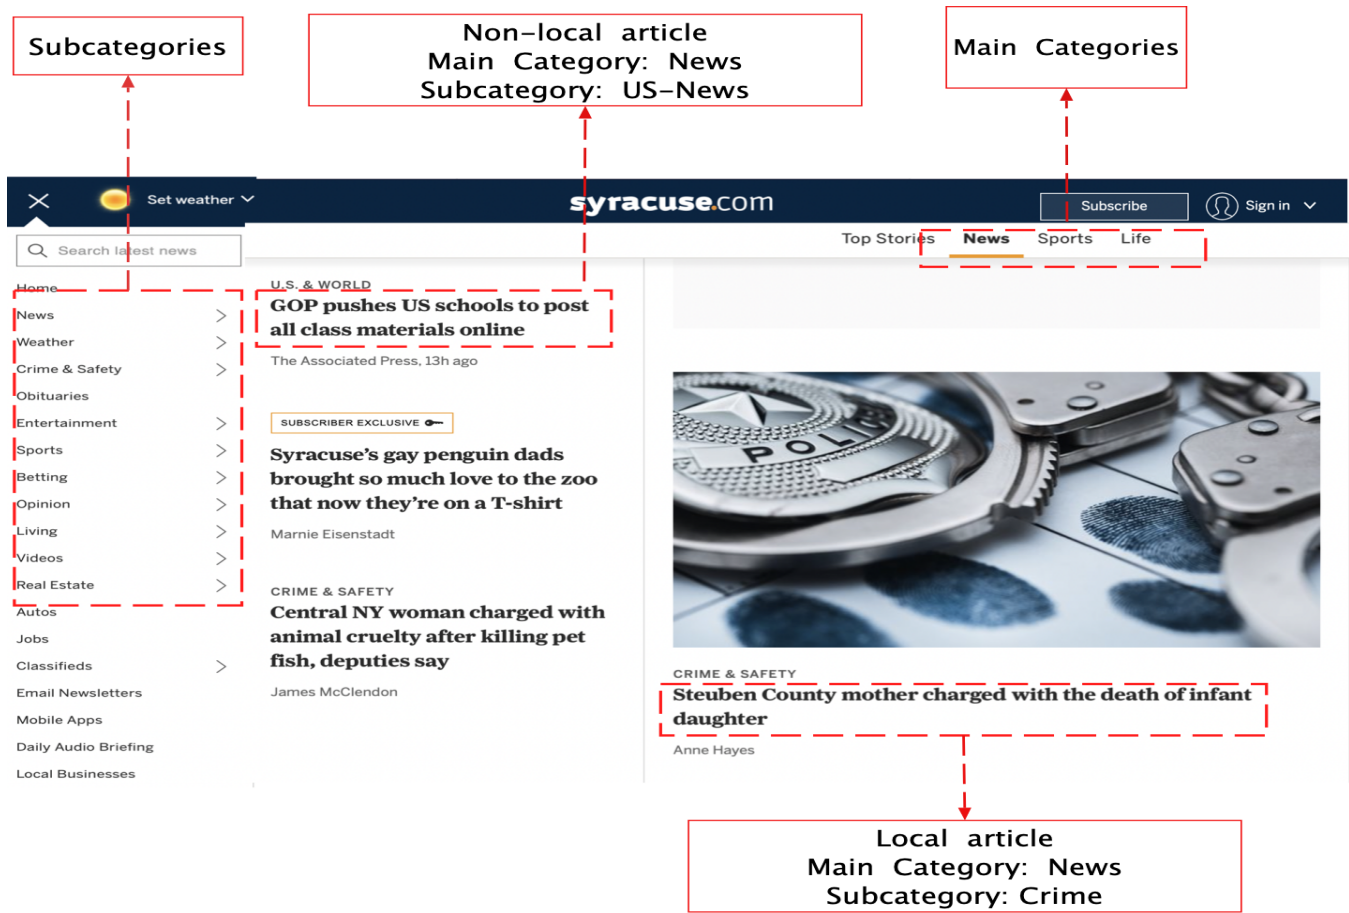 Subcategories
Non-local article
Main Category: News
Subcategory: US-News
Main Categories
Set weather
syracuse.com
Subscribe
Sign in
Search latest news
Top Stories
News
Sports
Life
Home
News
Weather
Crime & Safety
Obituaries
Entertainment
Sports
Betting
Opinion
Living
Videos
Real Estate
Autos
Jobs
Classifieds
Email Newsletters
Mobile Apps
Daily Audio Briefing
Local Businesses
U.S. & WORLD
GOP pushes US schools to post
all class materials online
The Associated Press, 13h ago
SUBSCRIBER EXCLUSIVE
Syracuse’s gay penguin dads
brought so much love to the zoo
that now they’re on a T-shirt
Marnie Eisenstadt
CRIME & SAFETY
Central NY woman charged with
animal cruelty after killing pet
fish, deputies say
James McClendon
POLIC
CRIME & SAFETY
Steuben County mother charged with the death of infant
daughter
Anne Hayes
Local article
Main Category: News
Subcategory: Crime